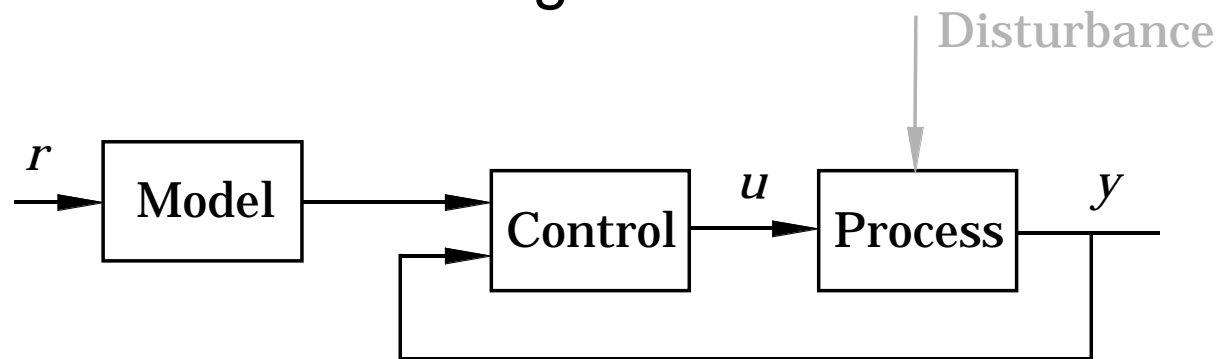 g
Disturbance
r
Model
Control
u
Process
y